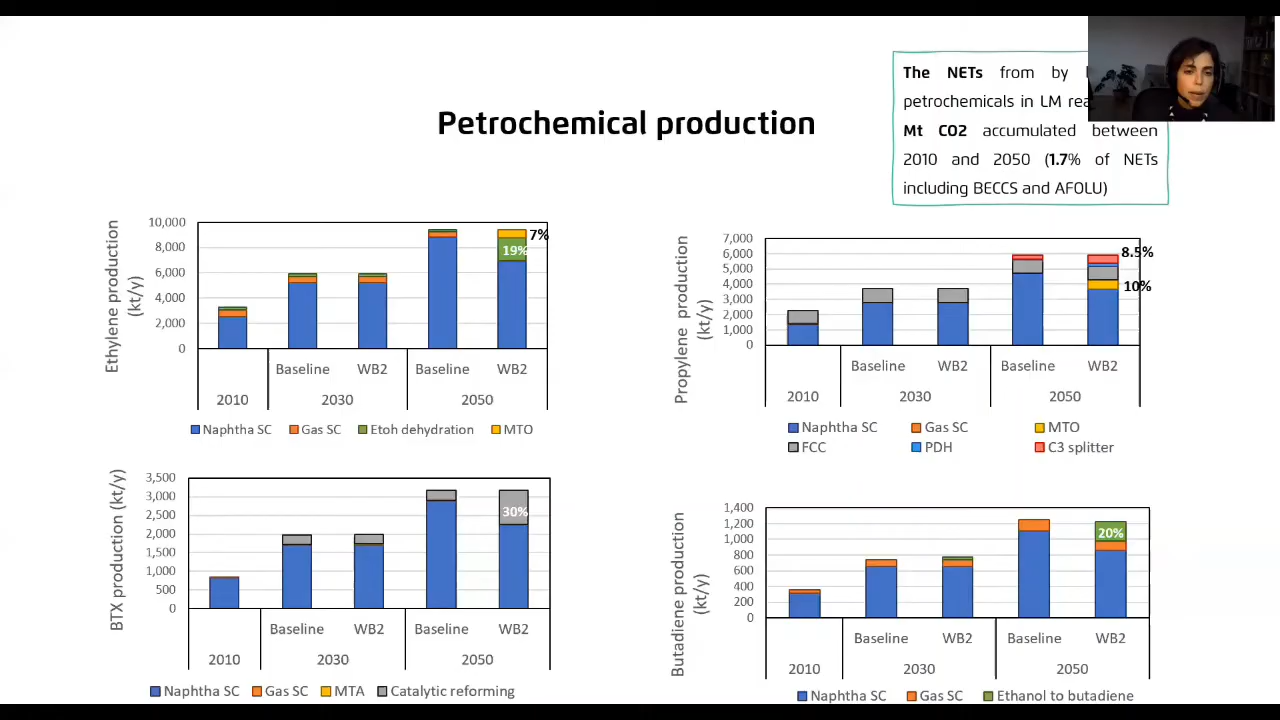 The NETs from by
petrochemicals in LM
Mt CO2 accumulated between
2010 and 2050 (1.7% of NETs
including BECCS and AFOLU)
Petrochemical production
Ethylene production
(kt/y)
10,000
8,000
6,000
4,000
2,000
0
7%
19%
Baseline WB2 Baseline WB2
2010 2030 2050
Naphtha SC Gas SC Etoh dehydration MTO
Propylene production
(kt/y)
7,000
6,000
5,000
4,000
3,000
2,000
1,000
0
8.5%
10%
Baseline WB2 Baseline WB2
2010 2030 2050
Naphtha SC Gas SC MTO
FCC PDH C3 splitter
BTX production (kt/y)
3,500
3,000
2,500
2,000
1,500
1,000
500
0
30%
Baseline WB2 Baseline WB2
2010 2030 2050
Naphtha SC Gas SC MTA Catalytic reforming
Butadiene production
(kt/y)
1,400
1,200
1,000
800
600
400
200
0
20%
Baseline WB2 Baseline WB2
2010 2030 2050
Naphtha SC Gas SC Ethanol to butadiene